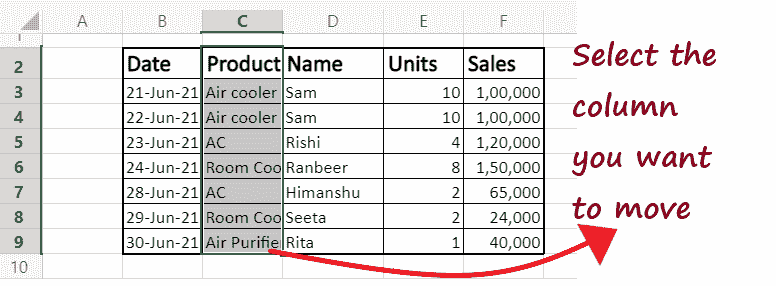 A B C D E F
2 Date Product Name Units Sales
3 21-Jun-21 Air cooler Sam 10 1,00,000
4 22-Jun-21 Air cooler Sam 10 1,00,000
5 23-Jun-21 AC Rishi 4 1,20,000
6 24-Jun-21 Room Coo Ranbeer 8 1,50,000
7 28-Jun-21 AC Himanshu 2 65,000
8 29-Jun-21 Room Coo Seeta 2 24,000
9 30-Jun-21 Air Purifie Rita 1 40,000
10
Select the
column
you want
to move